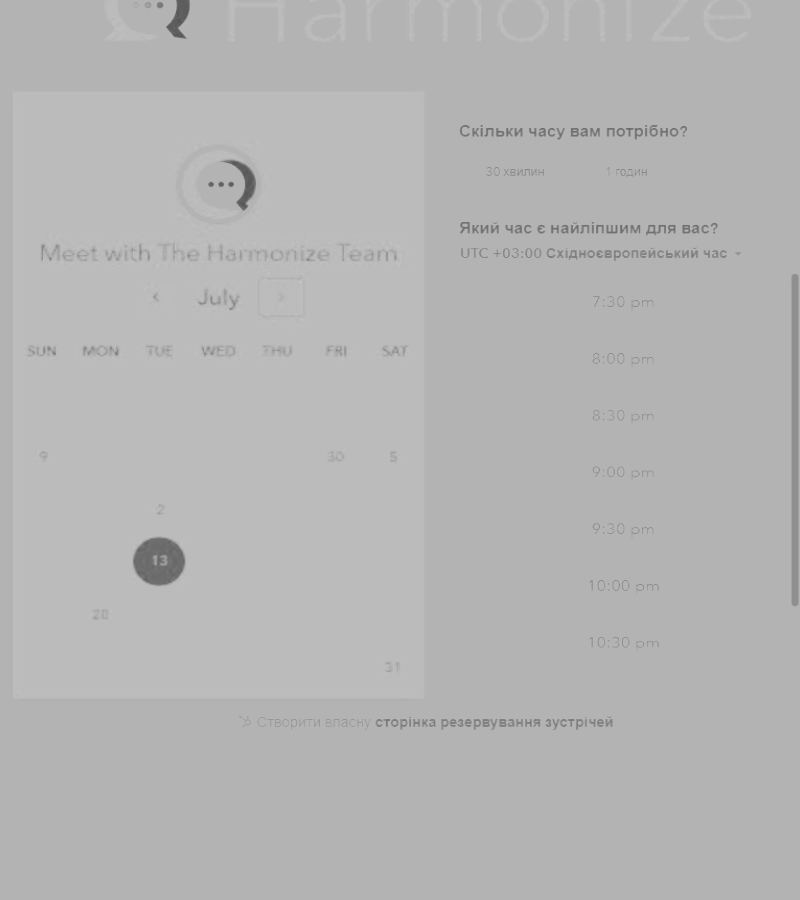 Harmonize
Meet with The Harmonize Team
July
SUN MON TUE WED THU FRI SAT
9 30 5
2
13
20
31
Скільки часу вам потрібно?
30 хвилин 1 годин
Який час є найліпшим для вас?
UTC +03:00 Східноєвропейський час
7:30 pm
8:00 pm
8:30 pm
9:00 pm
9:30 pm
10:00 pm
10:30 pm
Створити власну сторінка резервування зустрічей